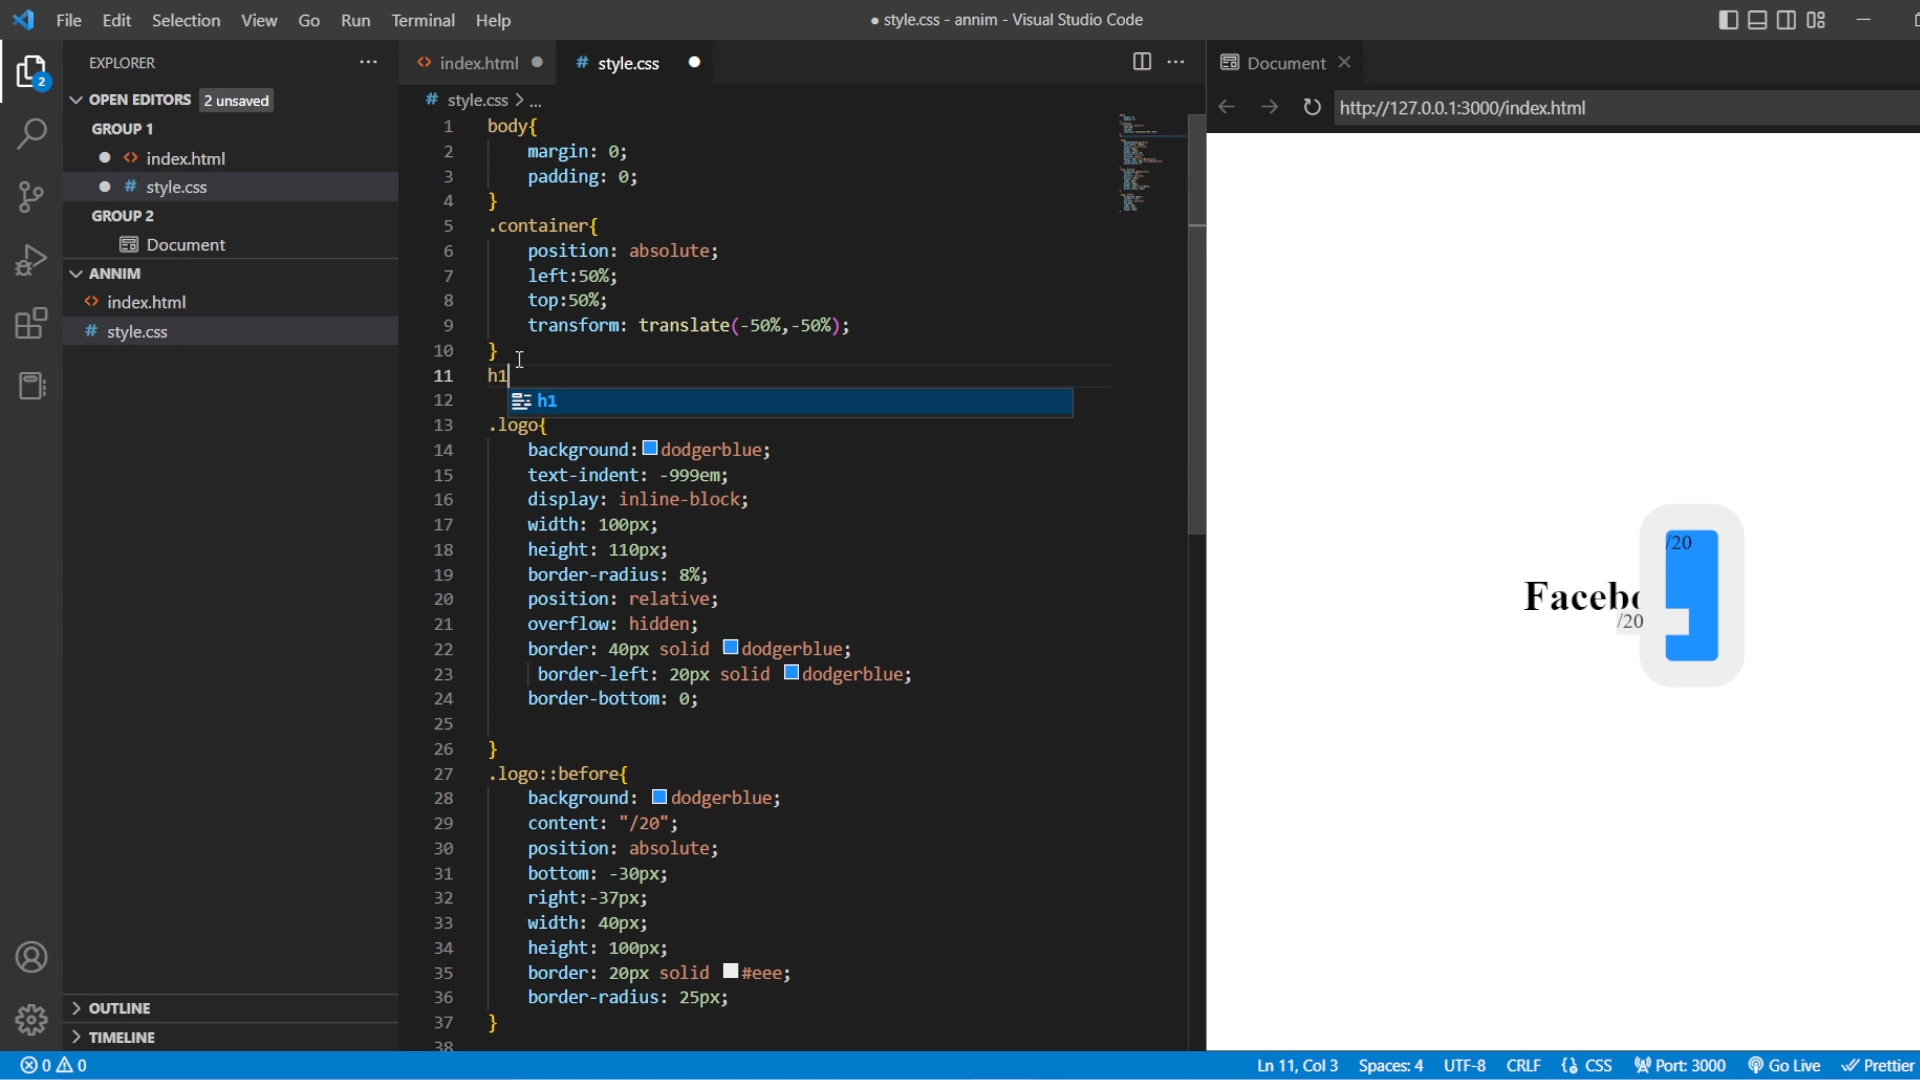 File Edit Selection View Go Run Terminal Help
● style.css - annim - Visual Studio Code
EXPLORER
OPEN EDITORS 2 unsaved
GROUP 1
index.html
# style.css
GROUP 2
Document
ANNIM
index.html
# style.css
OUTLINE
TIMELINE
2
index.html
# style.css
# style.css > ...
1 body{
2 margin: 0;
3 padding: 0;
4 }
5 .container{
6 position: absolute;
7 left:50%;
8 top:50%;
9 transform: translate(-50%,-50%);
10 }
11 h1
12 h1
13 .logo{
14 background: dodgerblue;
15 text-indent: -999em;
16 display: inline-block;
17 width: 100px;
18 height: 110px;
19 border-radius: 8%;
20 position: relative;
21 overflow: hidden;
22 border: 40px solid dodgerblue;
23 border-left: 20px solid dodgerblue;
24 border-bottom: 0;
25
26 }
27 .logo::before{
28 background: dodgerblue;
29 content: "/20";
30 position: absolute;
31 bottom: -30px;
32 right:-37px;
33 width: 40px;
34 height: 100px;
35 border: 20px solid #eee;
36 border-radius: 25px;
37 }
38
Document
http://127.0.0.1:3000/index.html
/20
Facebo
/20
0 0
Ln 11, Col 3 Spaces: 4 UTF-8 CRLF {} CSS Port: 3000 Go Live Prettier